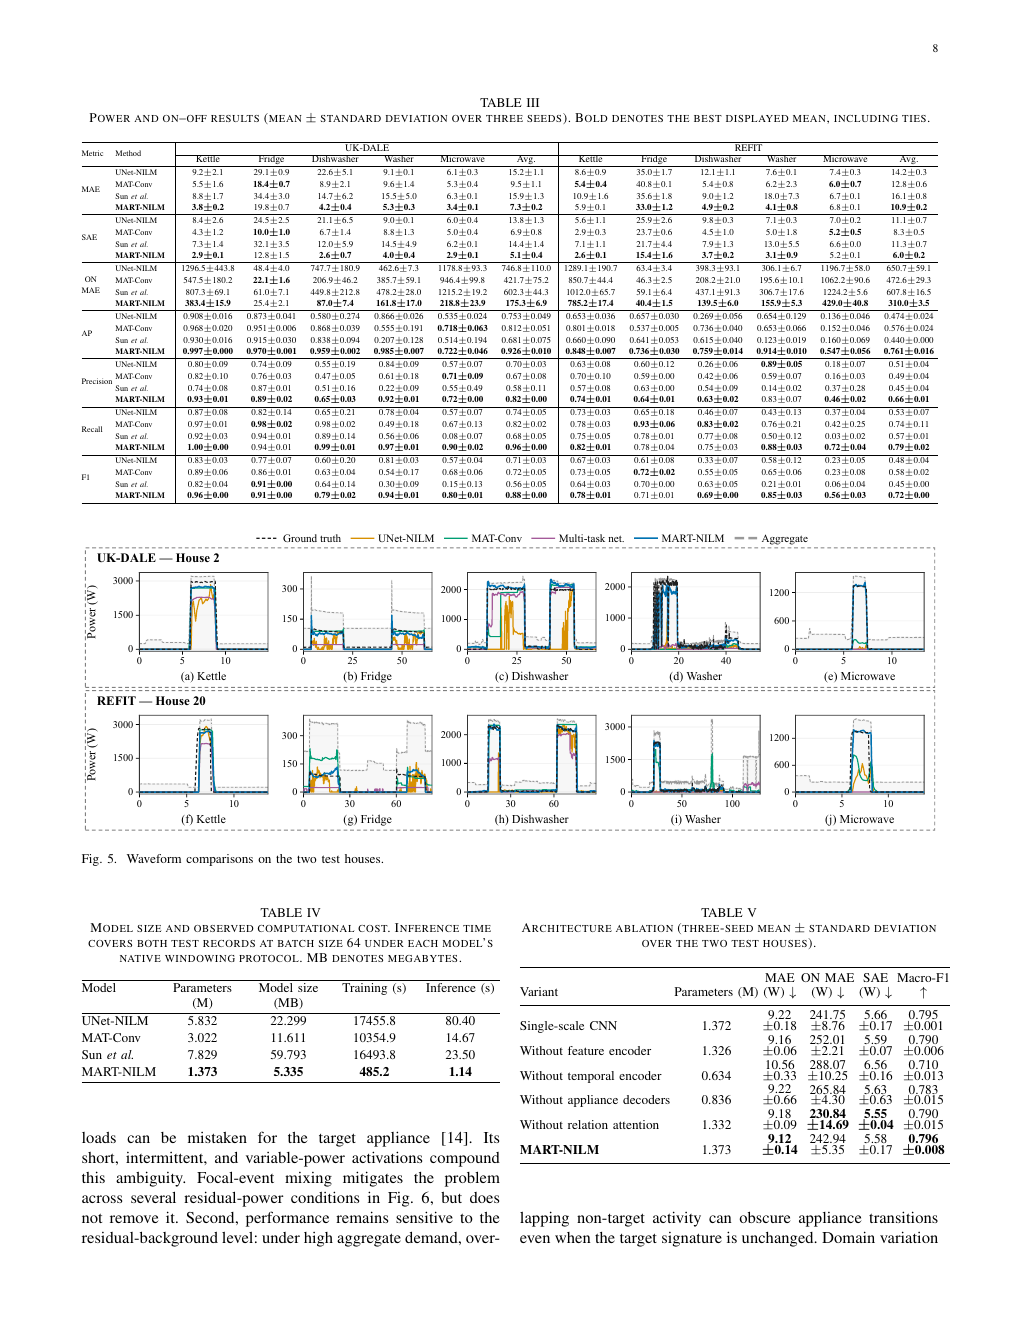 8
TABLE III
POWER AND ON–OFF RESULTS (MEAN ± STANDARD DEVIATION OVER THREE SEEDS). BOLD DENOTES THE BEST DISPLAYED MEAN, INCLUDING TIES.
Metric Method UK-DALE REFIT
Kettle Fridge Dishwasher Washer Microwave Avg. Kettle Fridge Dishwasher Washer Microwave Avg.
MAE
UNet-NILM 9.2±2.1 29.1±0.9 22.6±5.1 9.1±0.1 6.1±0.3 15.2±1.1 8.6±0.9 35.0±1.7 12.1±1.1 7.6±0.1 7.4±0.3 14.2±0.3
MAT-Conv 5.5±1.6 18.4±0.7 8.9±2.1 9.6±1.4 5.3±0.4 9.5±1.1 5.4±0.4 40.8±0.1 5.4±0.8 6.2±2.3 6.0±0.7 12.8±0.6
Sun et al. 8.8±1.7 34.4±3.0 14.7±6.2 15.5±5.0 6.3±0.1 15.9±1.3 10.9±1.6 35.6±1.8 9.0±1.2 18.0±7.3 6.7±0.1 16.1±0.8
MART-NILM 3.8±0.2 19.8±0.7 4.2±0.4 5.3±0.3 3.4±0.1 7.3±0.2 5.9±0.1 33.0±1.2 4.9±0.2 4.1±0.8 6.8±0.1 10.9±0.2
SAE
UNet-NILM 8.4±2.6 24.5±2.5 21.1±6.5 9.0±0.1 6.0±0.4 13.8±1.3 5.6±1.1 25.9±2.6 9.8±0.3 7.1±0.3 7.0±0.2 11.1±0.7
MAT-Conv 4.3±1.2 10.0±1.0 6.7±1.4 8.8±1.3 5.0±0.4 6.9±0.8 2.9±0.3 23.7±0.6 4.5±1.0 5.0±1.8 5.2±0.5 8.3±0.5
Sun et al. 7.3±1.4 32.1±3.5 12.0±5.9 14.5±4.9 6.2±0.1 14.4±1.4 7.1±1.1 21.7±4.4 7.9±1.3 13.0±5.5 6.6±0.0 11.3±0.7
MART-NILM 2.9±0.1 12.8±1.5 2.6±0.7 4.0±0.4 2.9±0.1 5.1±0.4 2.6±0.1 15.4±1.6 3.7±0.2 3.1±0.9 5.2±0.1 6.0±0.2
ON MAE
UNet-NILM 1296.5±443.8 48.4±4.0 747.7±180.9 462.6±7.3 1178.8±93.3 746.8±110.0 1289.1±190.7 63.4±3.4 398.3±93.1 306.1±6.7 1196.7±58.0 650.7±59.1
MAT-Conv 547.5±180.2 22.1±1.6 206.9±46.2 385.7±59.1 946.4±99.8 421.7±75.2 850.7±44.4 46.3±2.5 208.2±21.0 195.6±10.1 1062.2±90.6 472.6±29.3
Sun et al. 807.3±69.1 61.0±7.1 449.8±212.8 478.2±28.0 1215.2±19.2 602.3±44.3 1012.0±65.7 59.1±6.4 437.1±91.3 306.7±17.6 1224.2±5.6 607.8±16.5
MART-NILM 383.4±15.9 25.4±2.1 87.0±7.4 161.8±17.0 218.8±23.9 175.3±6.9 785.2±17.4 40.4±1.5 139.5±6.0 155.9±5.3 429.0±40.8 310.0±3.5
AP
UNet-NILM 0.908±0.016 0.873±0.041 0.580±0.274 0.866±0.026 0.535±0.024 0.753±0.049 0.653±0.036 0.657±0.030 0.269±0.056 0.654±0.129 0.136±0.046 0.474±0.024
MAT-Conv 0.968±0.020 0.951±0.006 0.868±0.039 0.555±0.191 0.718±0.063 0.812±0.051 0.801±0.018 0.537±0.005 0.736±0.040 0.653±0.066 0.152±0.046 0.576±0.024
Sun et al. 0.930±0.016 0.915±0.030 0.838±0.094 0.207±0.128 0.514±0.194 0.681±0.075 0.660±0.090 0.641±0.053 0.615±0.040 0.123±0.019 0.160±0.069 0.440±0.000
MART-NILM 0.997±0.000 0.970±0.001 0.959±0.002 0.985±0.007 0.722±0.046 0.926±0.010 0.848±0.007 0.736±0.030 0.759±0.014 0.914±0.010 0.547±0.056 0.761±0.016
Precision
UNet-NILM 0.80±0.09 0.74±0.09 0.55±0.19 0.84±0.09 0.57±0.07 0.70±0.03 0.63±0.08 0.60±0.12 0.26±0.06 0.89±0.05 0.18±0.07 0.51±0.04
MAT-Conv 0.82±0.10 0.76±0.03 0.47±0.05 0.61±0.18 0.71±0.09 0.67±0.08 0.70±0.10 0.59±0.00 0.42±0.06 0.59±0.07 0.16±0.03 0.49±0.04
Sun et al. 0.74±0.08 0.87±0.01 0.51±0.16 0.22±0.09 0.55±0.49 0.58±0.11 0.57±0.08 0.63±0.00 0.54±0.09 0.14±0.02 0.37±0.28 0.45±0.04
MART-NILM 0.93±0.01 0.89±0.02 0.65±0.03 0.92±0.01 0.72±0.00 0.82±0.00 0.74±0.01 0.64±0.01 0.63±0.02 0.83±0.07 0.46±0.02 0.66±0.01
Recall
UNet-NILM 0.87±0.08 0.82±0.14 0.65±0.21 0.78±0.04 0.57±0.07 0.74±0.05 0.73±0.03 0.65±0.18 0.46±0.07 0.43±0.13 0.37±0.04 0.53±0.07
MAT-Conv 0.97±0.01 0.98±0.02 0.98±0.02 0.49±0.18 0.67±0.13 0.82±0.02 0.78±0.03 0.93±0.06 0.83±0.02 0.76±0.21 0.42±0.25 0.74±0.11
Sun et al. 0.92±0.03 0.94±0.01 0.89±0.14 0.56±0.06 0.08±0.07 0.68±0.05 0.75±0.05 0.78±0.01 0.77±0.08 0.50±0.12 0.03±0.02 0.57±0.01
MART-NILM 1.00±0.00 0.94±0.01 0.99±0.01 0.97±0.01 0.90±0.02 0.96±0.00 0.82±0.01 0.78±0.04 0.75±0.03 0.88±0.03 0.72±0.04 0.79±0.02
F1
UNet-NILM 0.83±0.03 0.77±0.07 0.60±0.20 0.81±0.03 0.57±0.04 0.71±0.03 0.67±0.03 0.61±0.08 0.33±0.07 0.58±0.12 0.23±0.05 0.48±0.04
MAT-Conv 0.89±0.06 0.86±0.01 0.63±0.04 0.54±0.17 0.68±0.06 0.72±0.05 0.73±0.05 0.72±0.02 0.55±0.05 0.65±0.06 0.23±0.08 0.58±0.02
Sun et al. 0.82±0.04 0.91±0.00 0.64±0.14 0.30±0.09 0.15±0.13 0.56±0.05 0.64±0.03 0.70±0.00 0.63±0.05 0.21±0.01 0.06±0.04 0.45±0.00
MART-NILM 0.96±0.00 0.91±0.00 0.79±0.02 0.94±0.01 0.80±0.01 0.88±0.00 0.78±0.01 0.71±0.01 0.69±0.00 0.85±0.03 0.56±0.03 0.72±0.00
Ground truth UNet-NILM MAT-Conv Multi-task net. MART-NILM Aggregate
UK-DALE — House 2
Power (W)
3000 1500 0
300 150 0
2000 1000 0
2000 1000 0
1200 600 0
0 5 10 0 25 50 0 25 50 0 20 40 0 5 10
(a) Kettle (b) Fridge (c) Dishwasher (d) Washer (e) Microwave
REFIT — House 20
Power (W)
3000 1500 0
300 150 0
2000 1000 0
3000 1500 0
1200 600 0
0 5 10 0 30 60 0 30 60 0 50 100 0 5 10
(f) Kettle (g) Fridge (h) Dishwasher (i) Washer (j) Microwave
Fig. 5. Waveform comparisons on the two test houses.
TABLE IV
MODEL SIZE AND OBSERVED COMPUTATIONAL COST. INFERENCE TIME
COVERS BOTH TEST RECORDS AT BATCH SIZE 64 UNDER EACH MODEL'S
NATIVE WINDOWING PROTOCOL. MB DENOTES MEGABYTES.
Model Parameters Model size Training (s) Inference (s)
(M) (MB)
UNet-NILM 5.832 22.299 17455.8 80.40
MAT-Conv 3.022 11.611 10354.9 14.67
Sun et al. 7.829 59.793 16493.8 23.50
MART-NILM 1.373 5.335 485.2 1.14
loads can be mistaken for the target appliance [14]. Its
short, intermittent, and variable-power activations compound
this ambiguity. Focal-event mixing mitigates the problem
across several residual-power conditions in Fig. 6, but does
not remove it. Second, performance remains sensitive to the
residual-background level: under high aggregate demand, over-
TABLE V
ARCHITECTURE ABLATION (THREE-SEED MEAN ± STANDARD DEVIATION
OVER THE TWO TEST HOUSES).
MAE ON MAE SAE Macro-F1
Variant Parameters (M) (W) ↓ (W) ↓ (W) ↓ ↑
9.22 241.75 5.66 0.795
Single-scale CNN 1.372 ±0.18 ±8.76 ±0.17 ±0.001
9.16 252.01 5.59 0.790
Without feature encoder 1.326 ±0.06 ±2.21 ±0.07 ±0.006
10.56 288.07 6.56 0.710
Without temporal encoder 0.634 ±0.33 ±10.25 ±0.16 ±0.013
9.22 265.84 5.63 0.783
Without appliance decoders 0.836 ±0.66 ±4.30 ±0.63 ±0.015
9.18 230.84 5.55 0.790
Without relation attention 1.332 ±0.09 ±14.69 ±0.04 ±0.015
9.12 242.94 5.58 0.796
MART-NILM 1.373 ±0.14 ±5.35 ±0.17 ±0.008
lapping non-target activity can obscure appliance transitions
even when the target signature is unchanged. Domain variation